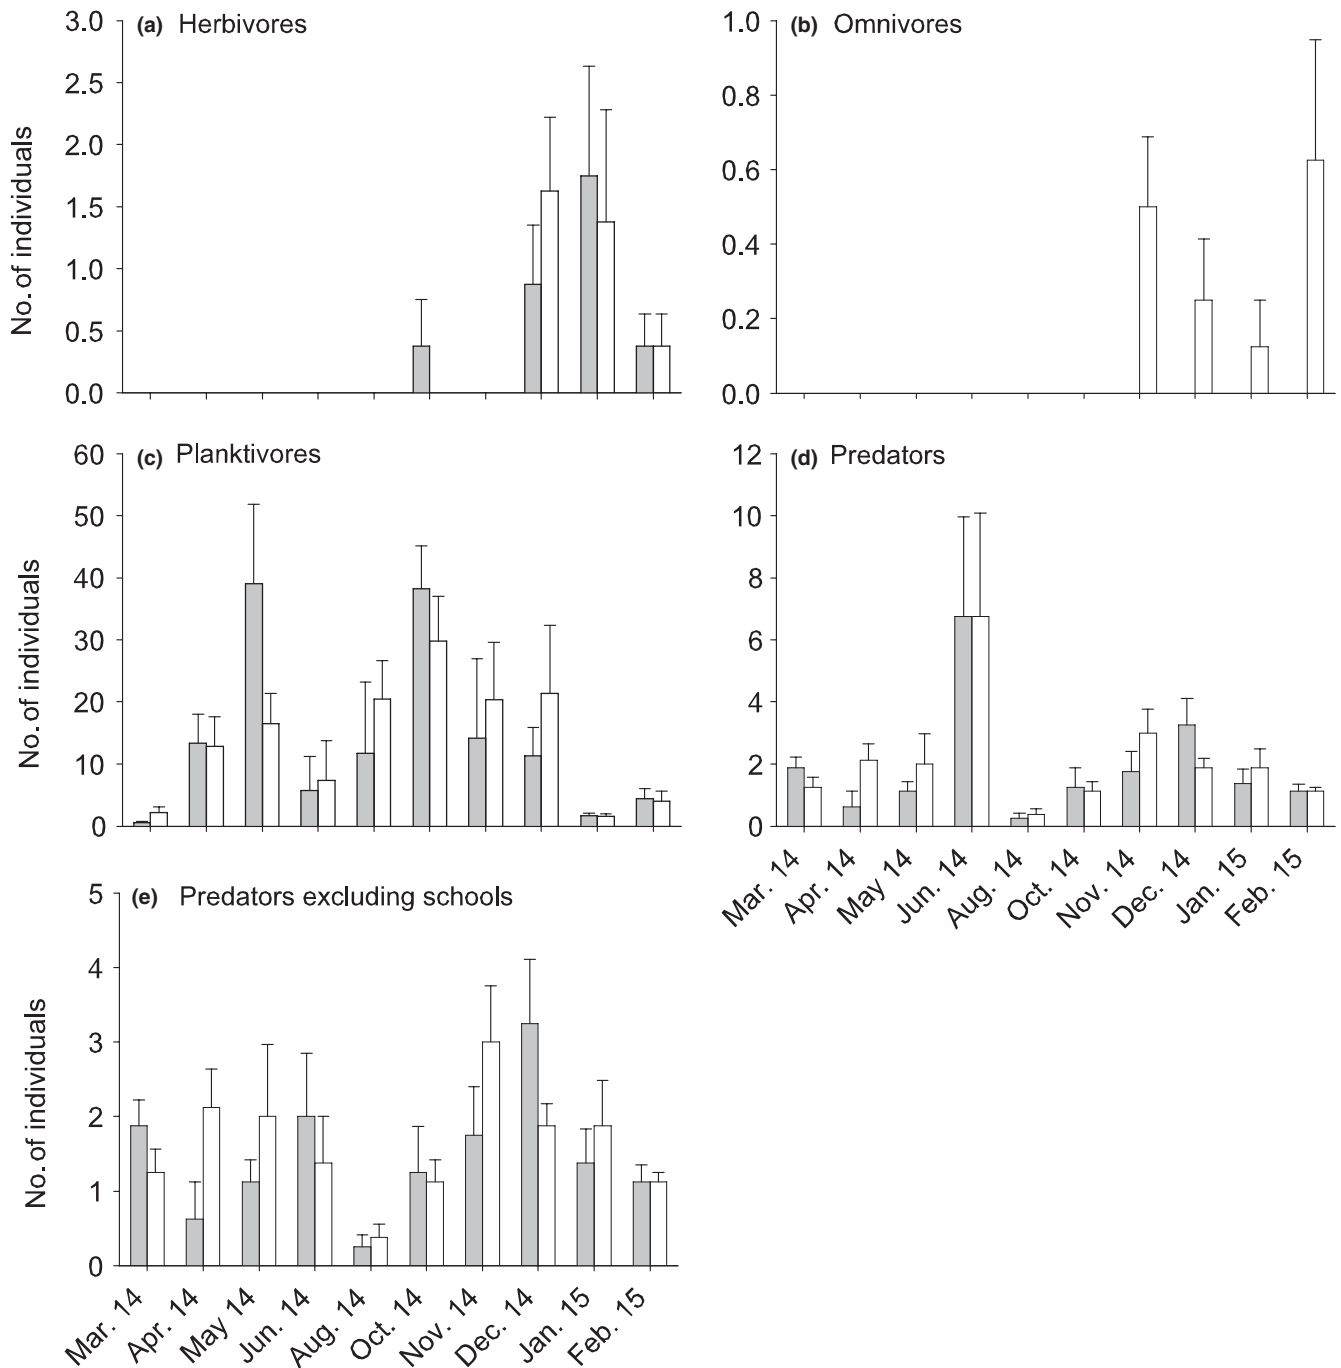 (a) Herbivores
No. of individuals
3.0
2.5
2.0
1.5
1.0
0.5
0.0
(b) Omnivores
1.0
0.8
0.6
0.4
0.2
0.0
(c) Planktivores
No. of individuals
60
50
40
30
20
10
0
(d) Predators
12
10
8
6
4
2
0
Mar. 14
Apr. 14
May 14
Jun. 14
Aug. 14
Oct. 14
Nov. 14
Dec. 14
Jan. 15
Feb. 15
(e) Predators excluding schools
No. of individuals
5
4
3
2
1
0
Mar. 14
Apr. 14
May 14
Jun. 14
Aug. 14
Oct. 14
Nov. 14
Dec. 14
Jan. 15
Feb. 15